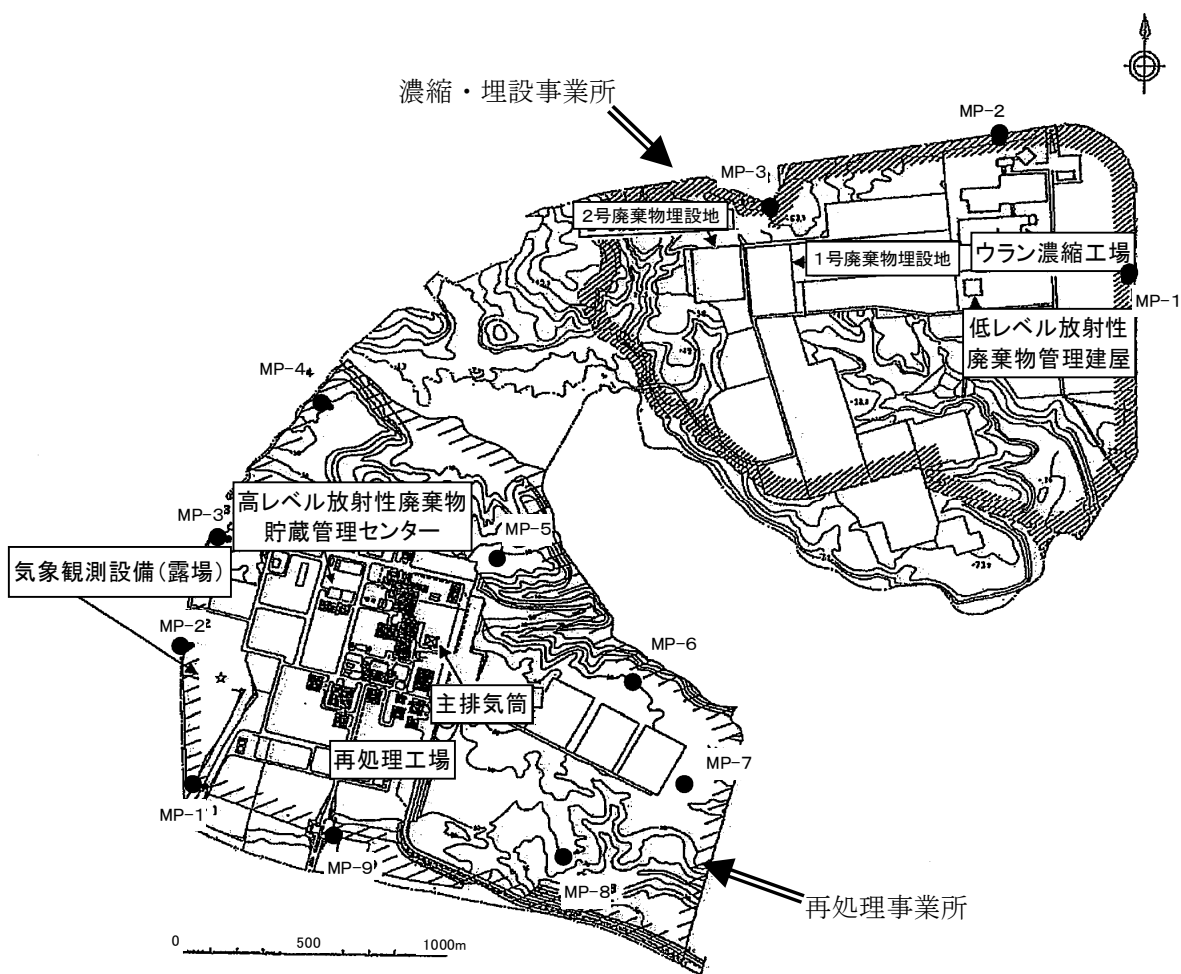 濃縮・埋設事業所
MP-2
MP-3
2号廃棄物埋設地
1号廃棄物埋設地
ウラン濃縮工場
MP-1
低レベル放射性
廃棄物管理建屋
MP-4
高レベル放射性廃棄物
貯蔵管理センター
MP-3
MP-5
気象観測設備(露場)
MP-2
MP-6
主排気筒
再処理工場
MP-7
MP-1
MP-9
MP-8
再処理事業所
0 500 1000m